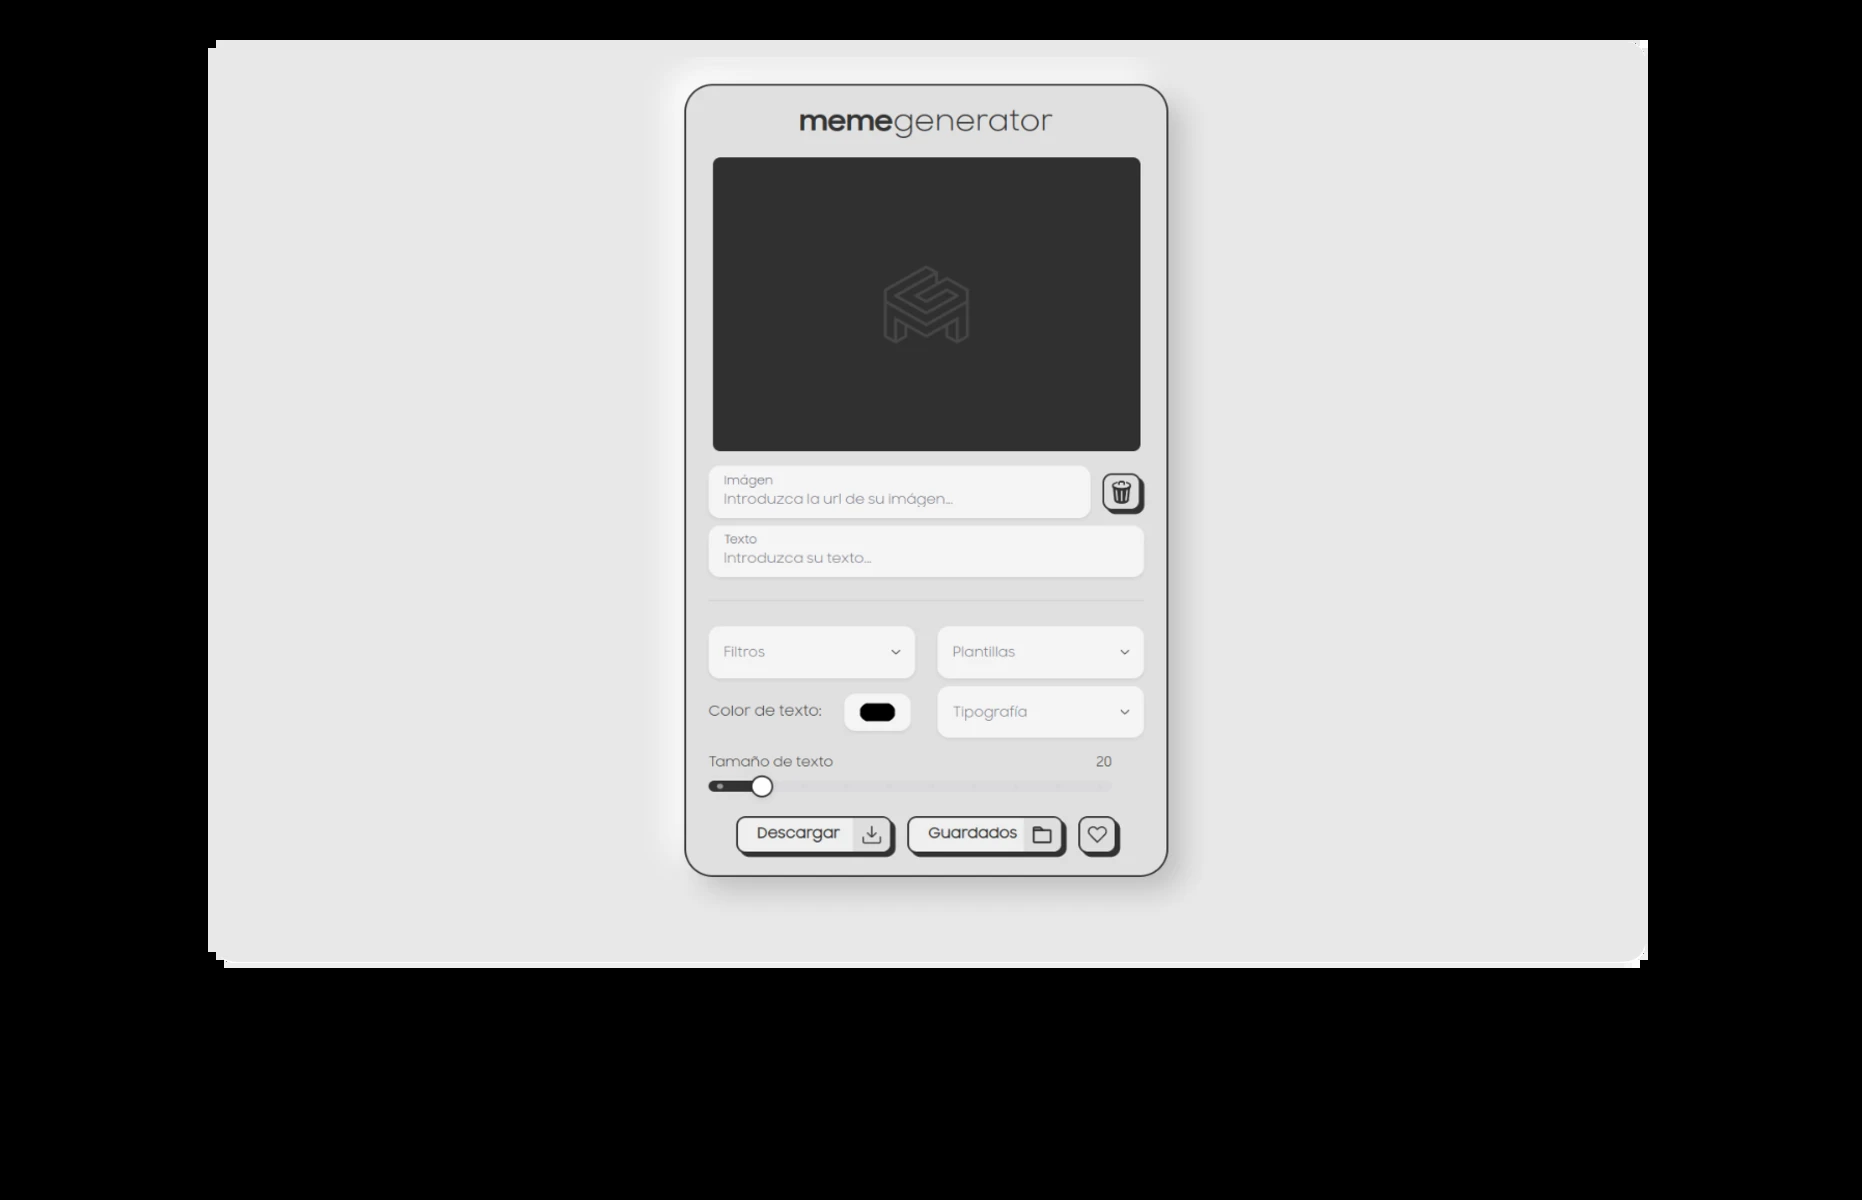 memegenerator
Imágen
Introduzca la url de su imágen...
Texto
Introduzca su texto...
Filtros
Plantillas
Color de texto:
Tipografía
Tamaño de texto
20
Descargar
Guardados